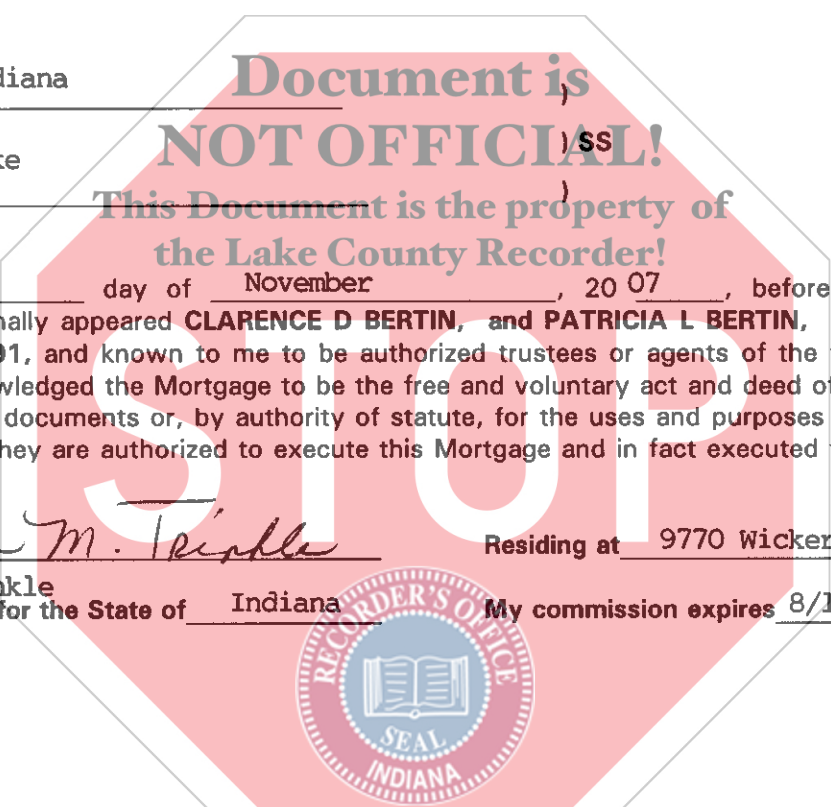 Document is
diana )
NOT OFFICIAL!
) SS
ke
This Document is the property of
)
the Lake County Recorder!
day of November , 20 07 , before
nally appeared CLARENCE D BERTIN, and PATRICIA L BERTIN,
91, and known to me to be authorized trustees or agents of the
wledged the Mortgage to be the free and voluntary act and deed of
documents or, by authority of statute, for the uses and purposes
hey are authorized to execute this Mortgage and in fact executed
STOP
M. Trinkle
Residing at 9770 Wicker
nkle
for the State of Indiana My commission expires 8/1
RECORDER'S OFFICE
SEAL
INDIANA